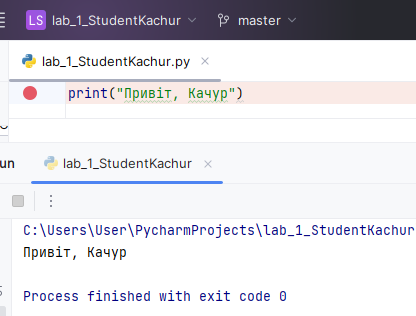 LS lab_1_StudentKachur master
lab_1_StudentKachur.py
print("Привіт, Качур")
un lab_1_StudentKachur
C:\Users\User\PycharmProjects\lab_1_StudentKachur
Привіт, Качур
Process finished with exit code 0